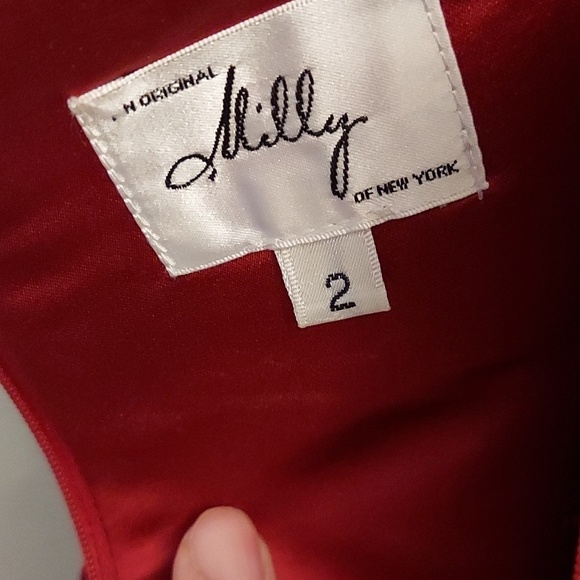 N ORIGINAL
Milly
OF NEW YORK
2